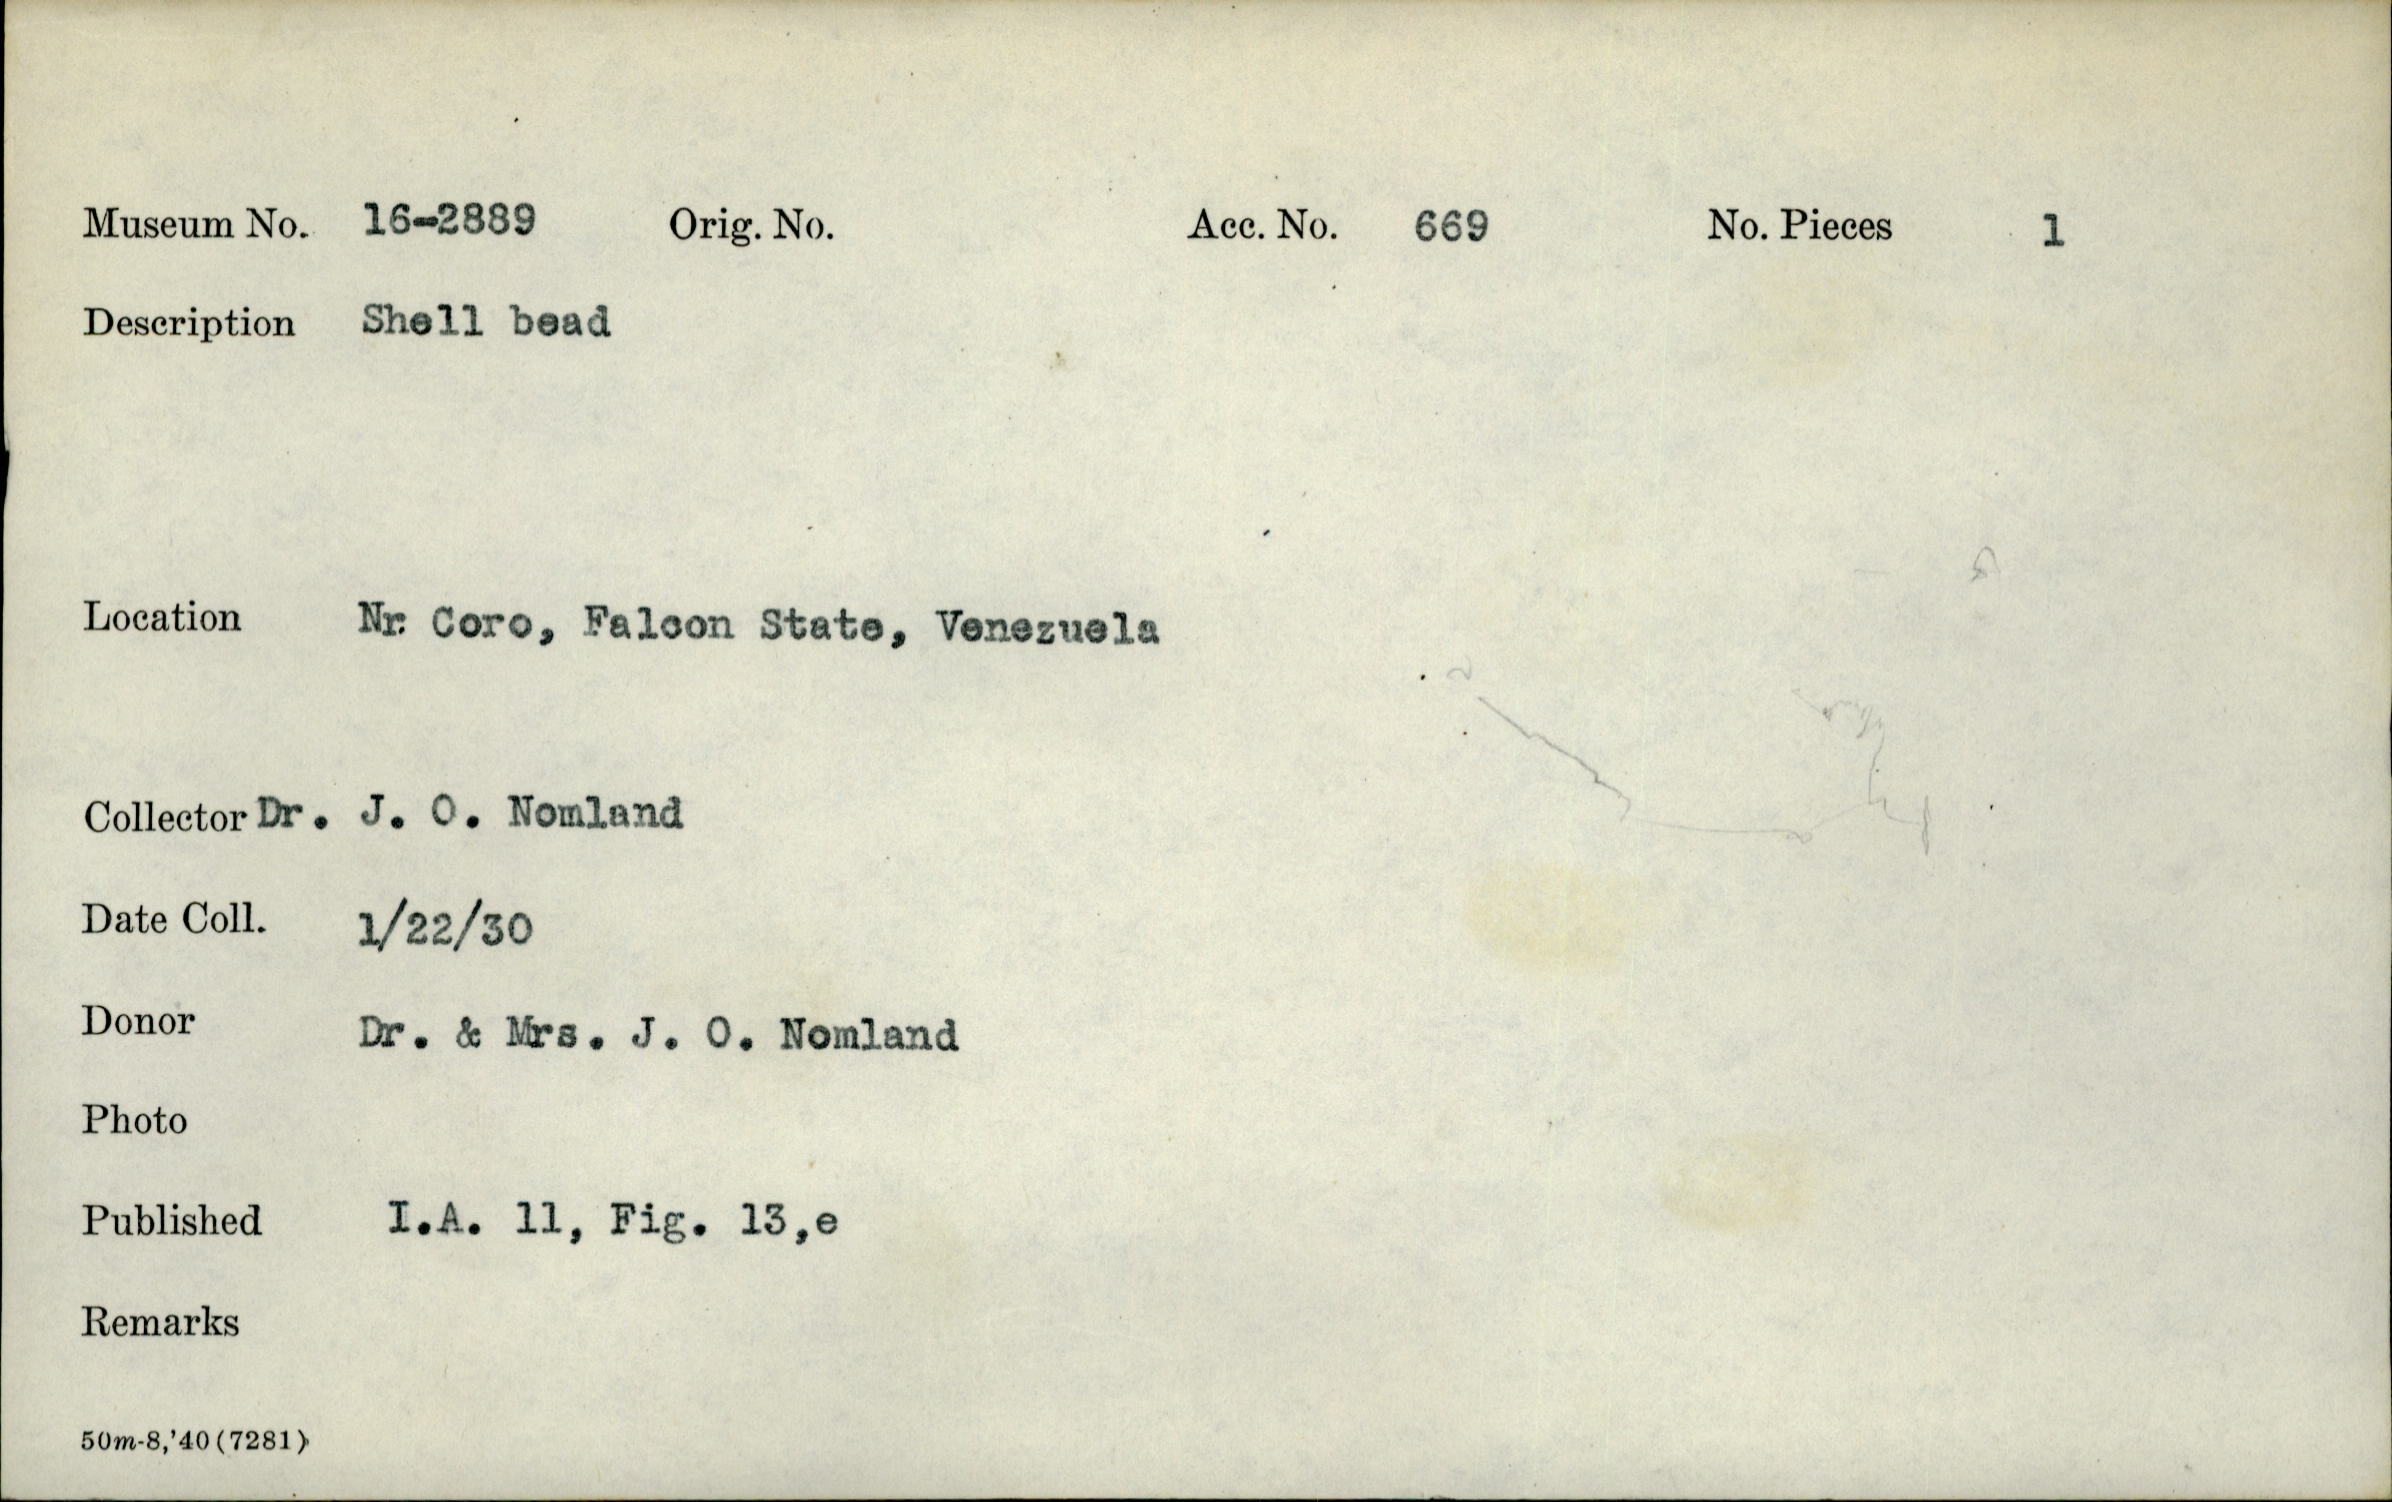 Museum No. 16-2889 Orig. No. Acc. No. 669 No. Pieces 1
Description Shell bead
Location Nr. Coro, Falcon State, Venezuela
Collector Dr. J. O. Nomland
Date Coll. 1/22/30
Donor Dr. & Mrs. J. O. Nomland
Photo
Published I.A. 11, Fig. 13,e
Remarks
50m-8,'40(7281)